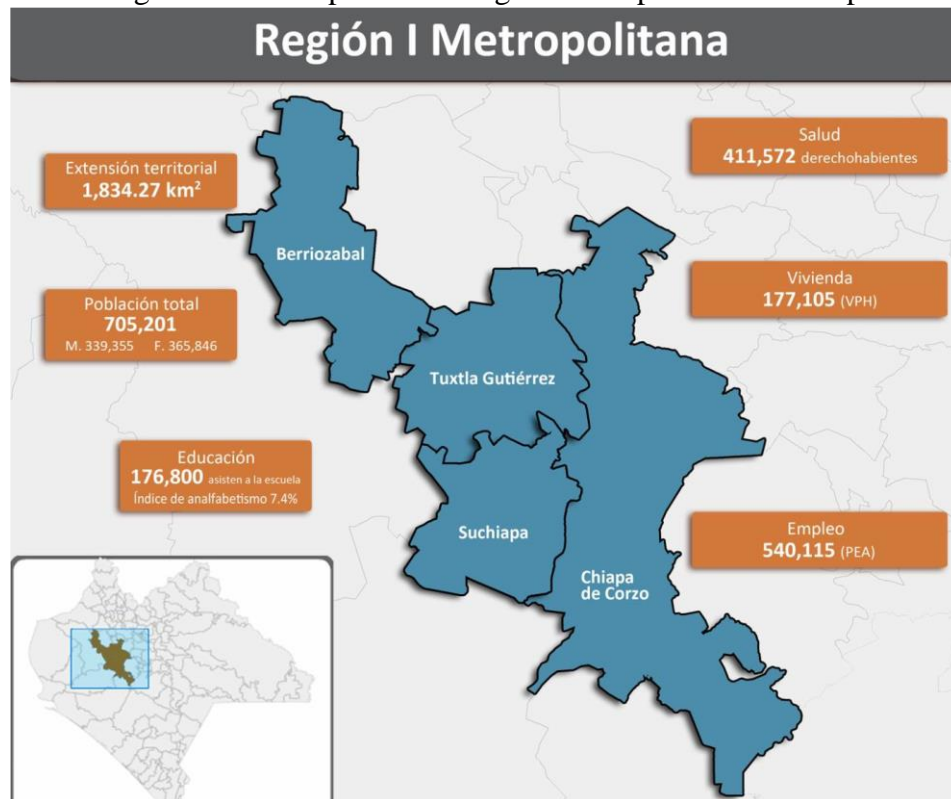 Región I Metropolitana
Extensión territorial
1,834.27 km²
Salud
411,572 derechohabientes
Berriozabal
Vivienda
177,105 (VPH)
Población total
705,201
M. 339,355 F. 365,846
Tuxtla Gutiérrez
Educación
176,800 asisten a la escuela
Índice de analfabetismo 7.4%
Suchiapa
Empleo
540,115 (PEA)
Chiapa
de Corzo